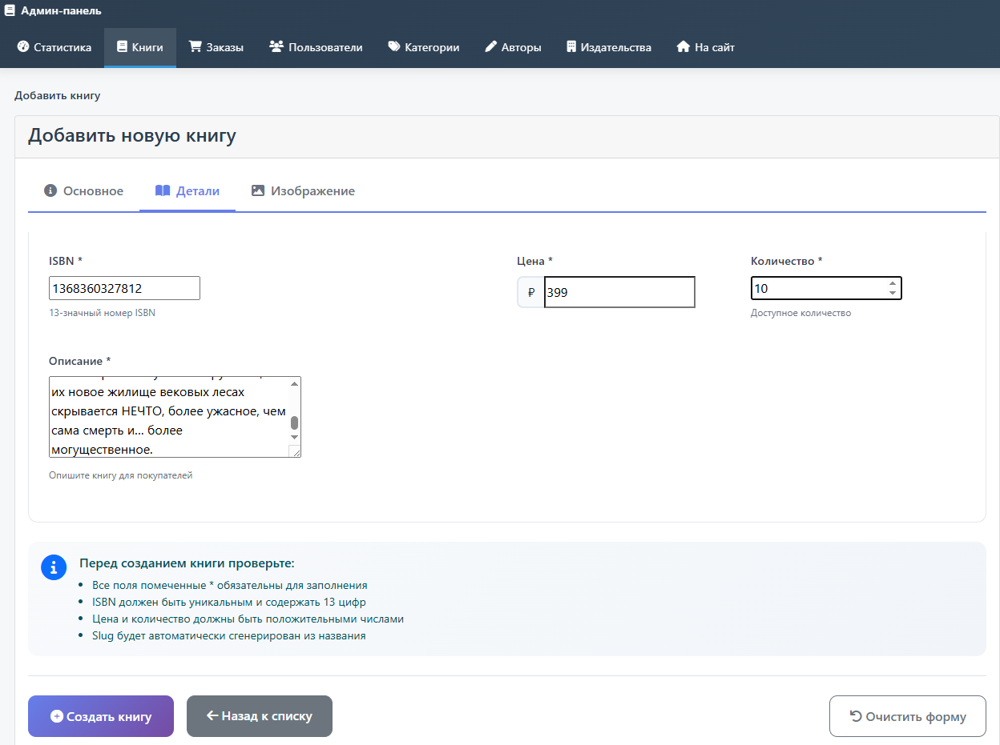 Админ-панель
Статистика Книги Заказы Пользователи Категории Авторы Издательства На сайт
Добавить книгу
Добавить новую книгу
Основное Детали Изображение
ISBN * Цена * Количество *
1368360327812 ₽ 399 10
13-значный номер ISBN Доступное количество
Описание *
их новое жилище вековых лесах
скрывается НЕЧТО, более ужасное, чем
сама смерть и... более
могущественное.
Опишите книгу для покупателей
Перед созданием книги проверьте:
Все поля помеченные * обязательны для заполнения
ISBN должен быть уникальным и содержать 13 цифр
Цена и количество должны быть положительными числами
Slug будет автоматически сгенерирован из названия
Создать книгу Назад к списку Очистить форму